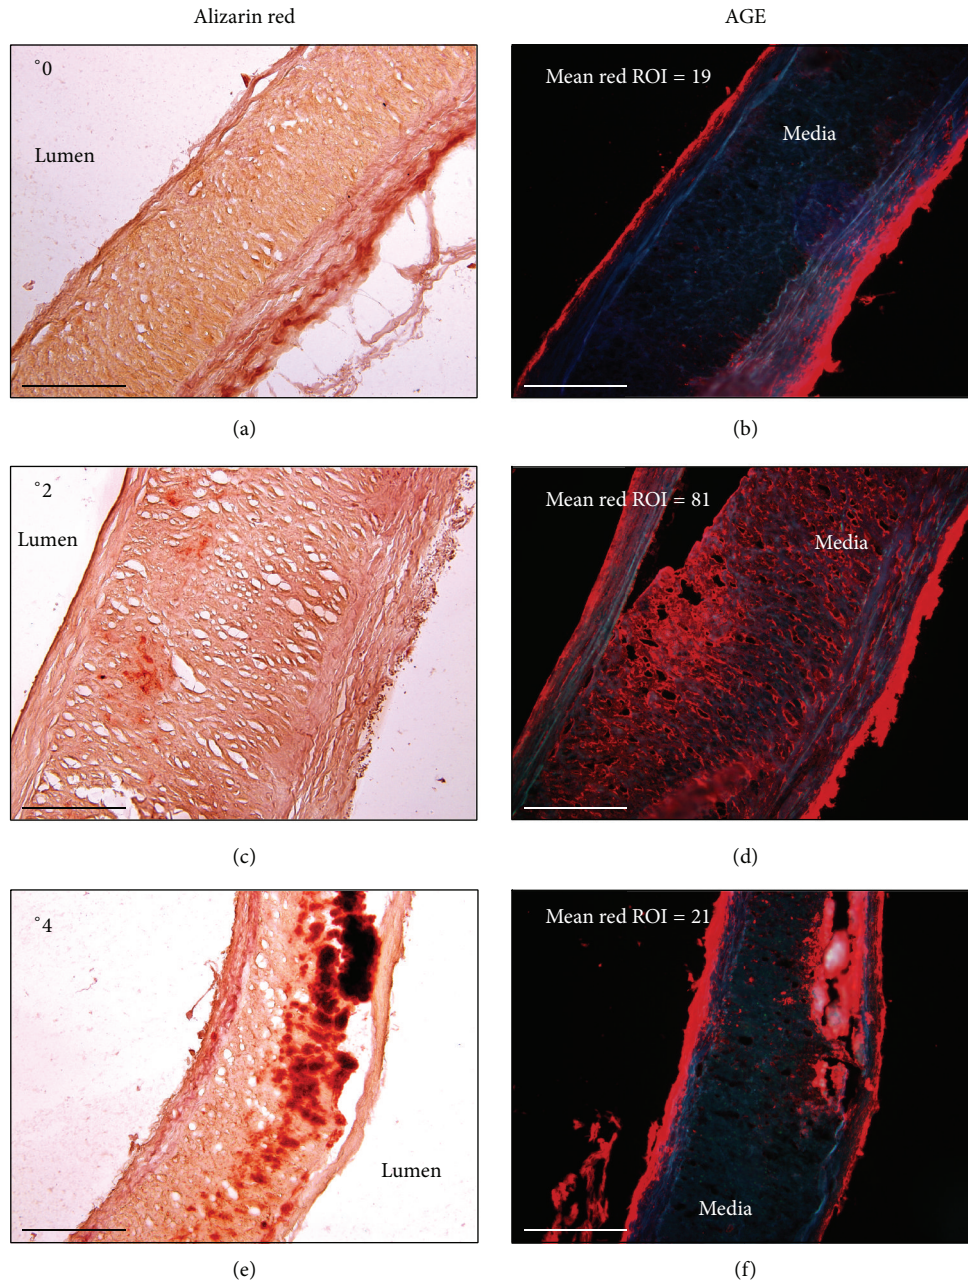 Alizarin red
AGE
°0
Lumen
Mean red ROI = 19
Media
(a)
(b)
°2
Lumen
Mean red ROI = 81
Media
(c)
(d)
°4
Lumen
Mean red ROI = 21
Media
(e)
(f)